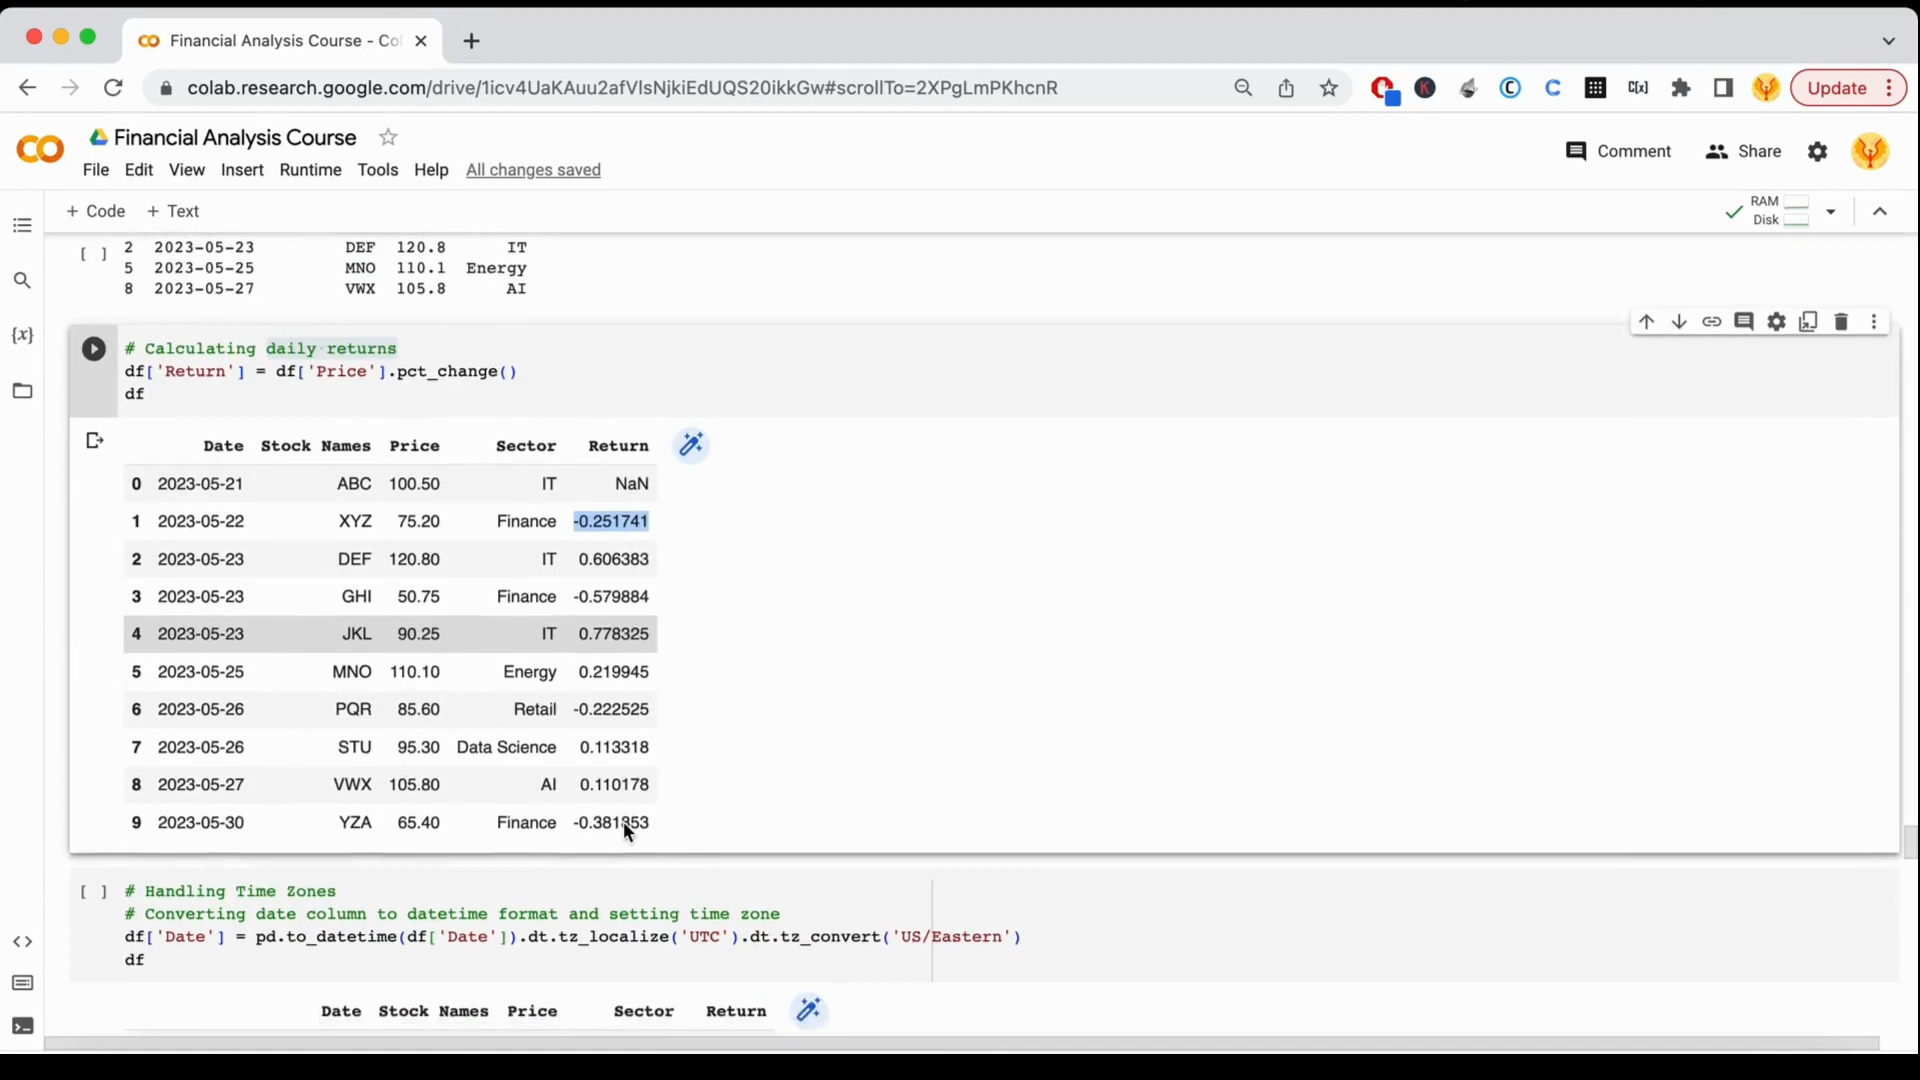 Financial Analysis Course - Col
colab.research.google.com/drive/1icv4UaKAuu2afVlsNjkiEdUQS20ikkGw#scrollTo=2XPgLmPKhcnR
K
C
C
C[x]
Update
Financial Analysis Course
Comment
Share
File Edit View Insert Runtime Tools Help All changes saved
+ Code + Text
RAM
Disk
[ ] 2 2023-05-23 DEF 120.8 IT
5 2023-05-25 MNO 110.1 Energy
8 2023-05-27 VWX 105.8 AI
{x}
# Calculating daily returns
df['Return'] = df['Price'].pct_change()
df
Date Stock Names Price Sector Return
0 2023-05-21 ABC 100.50 IT NaN
1 2023-05-22 XYZ 75.20 Finance -0.251741
2 2023-05-23 DEF 120.80 IT 0.606383
3 2023-05-23 GHI 50.75 Finance -0.579884
4 2023-05-23 JKL 90.25 IT 0.778325
5 2023-05-25 MNO 110.10 Energy 0.219945
6 2023-05-26 PQR 85.60 Retail -0.222525
7 2023-05-26 STU 95.30 Data Science 0.113318
8 2023-05-27 VWX 105.80 AI 0.110178
9 2023-05-30 YZA 65.40 Finance -0.381853
[ ] # Handling Time Zones
# Converting date column to datetime format and setting time zone
df['Date'] = pd.to_datetime(df['Date']).dt.tz_localize('UTC').dt.tz_convert('US/Eastern')
df
Date Stock Names Price Sector Return